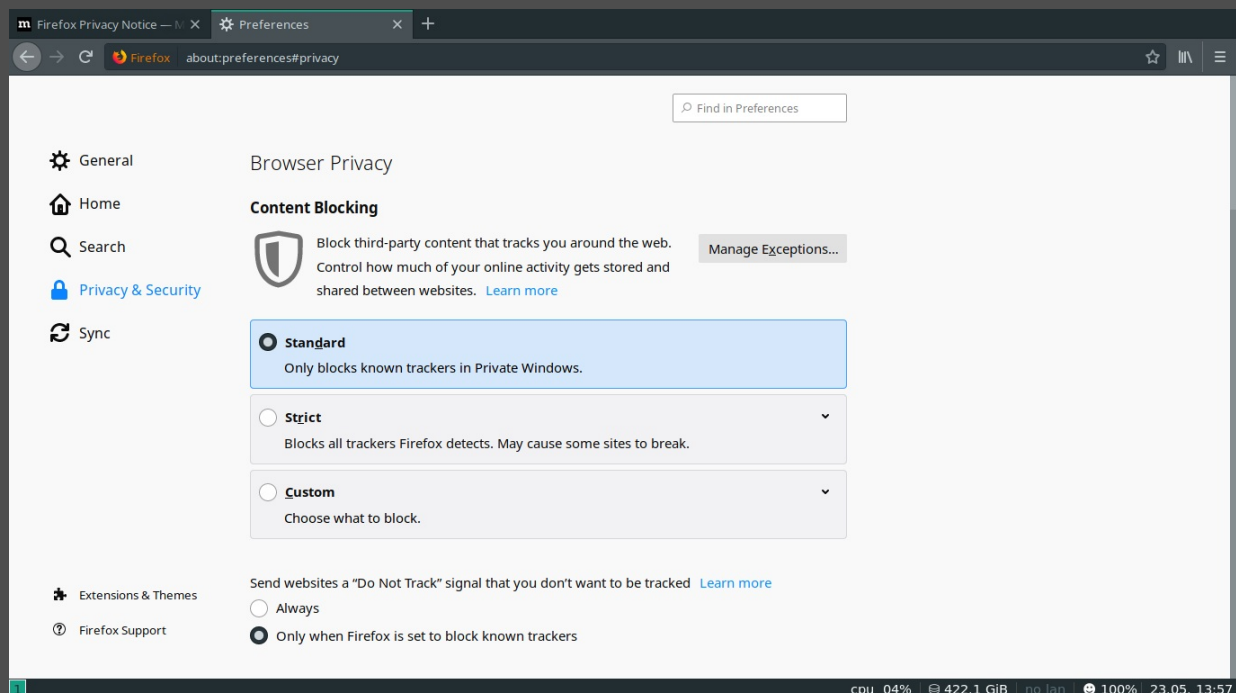 m Firefox Privacy Notice — M
Preferences
Firefox about:preferences#privacy
Find in Preferences
General
Home
Search
Privacy & Security
Sync
Extensions & Themes
Firefox Support
Browser Privacy
Content Blocking
Block third-party content that tracks you around the web.
Control how much of your online activity gets stored and
shared between websites. Learn more
Manage Exceptions...
Standard
Only blocks known trackers in Private Windows.
Strict
Blocks all trackers Firefox detects. May cause some sites to break.
Custom
Choose what to block.
Send websites a “Do Not Track” signal that you don’t want to be tracked Learn more
Always
Only when Firefox is set to block known trackers
1
cpu 04% | 422.1 GiB | no lan | 100% | 23.05. 13:57